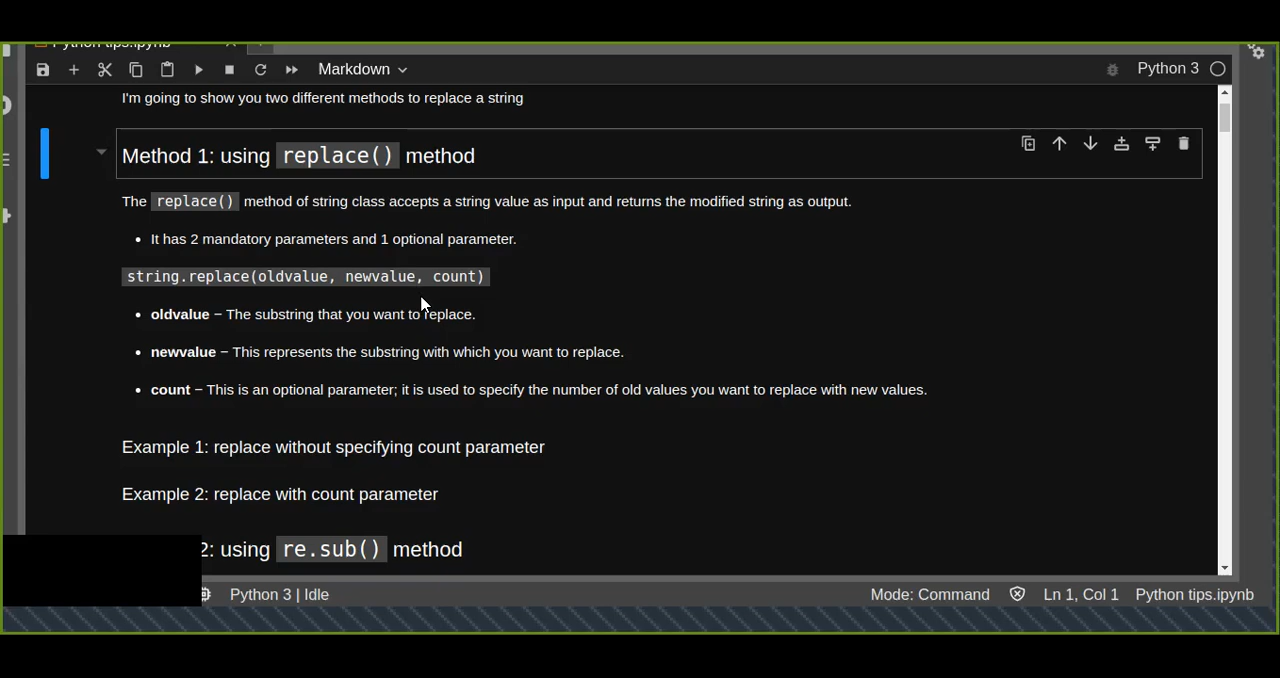 Python tips.ipynb
Markdown
Python 3
I'm going to show you two different methods to replace a string
Method 1: using replace() method
The replace() method of string class accepts a string value as input and returns the modified string as output.
• It has 2 mandatory parameters and 1 optional parameter.
string.replace(oldvalue, newvalue, count)
• oldvalue − The substring that you want to replace.
• newvalue − This represents the substring with which you want to replace.
• count − This is an optional parameter; it is used to specify the number of old values you want to replace with new values.
Example 1: replace without specifying count parameter
Example 2: replace with count parameter
2: using re.sub() method
Python 3 | Idle
Mode: Command
Ln 1, Col 1
Python tips.ipynb